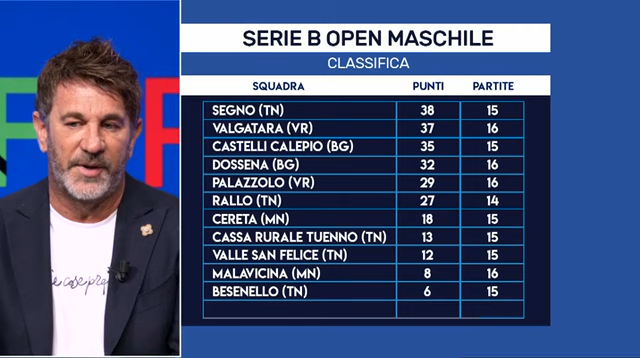 SERIE B OPEN MASCHILE
CLASSIFICA
SQUADRA PUNTI PARTITE
SEGNO (TN) 38 15
VALGATARA (VR) 37 16
CASTELLI CALEPIO (BG) 35 15
DOSSENA (BG) 32 16
PALAZZOLO (VR) 29 16
RALLO (TN) 27 14
CERETA (MN) 18 15
CASSA RURALE TUENNO (TN) 13 15
VALLE SAN FELICE (TN) 12 15
MALAVICINA (MN) 8 16
BESENELLO (TN) 6 15